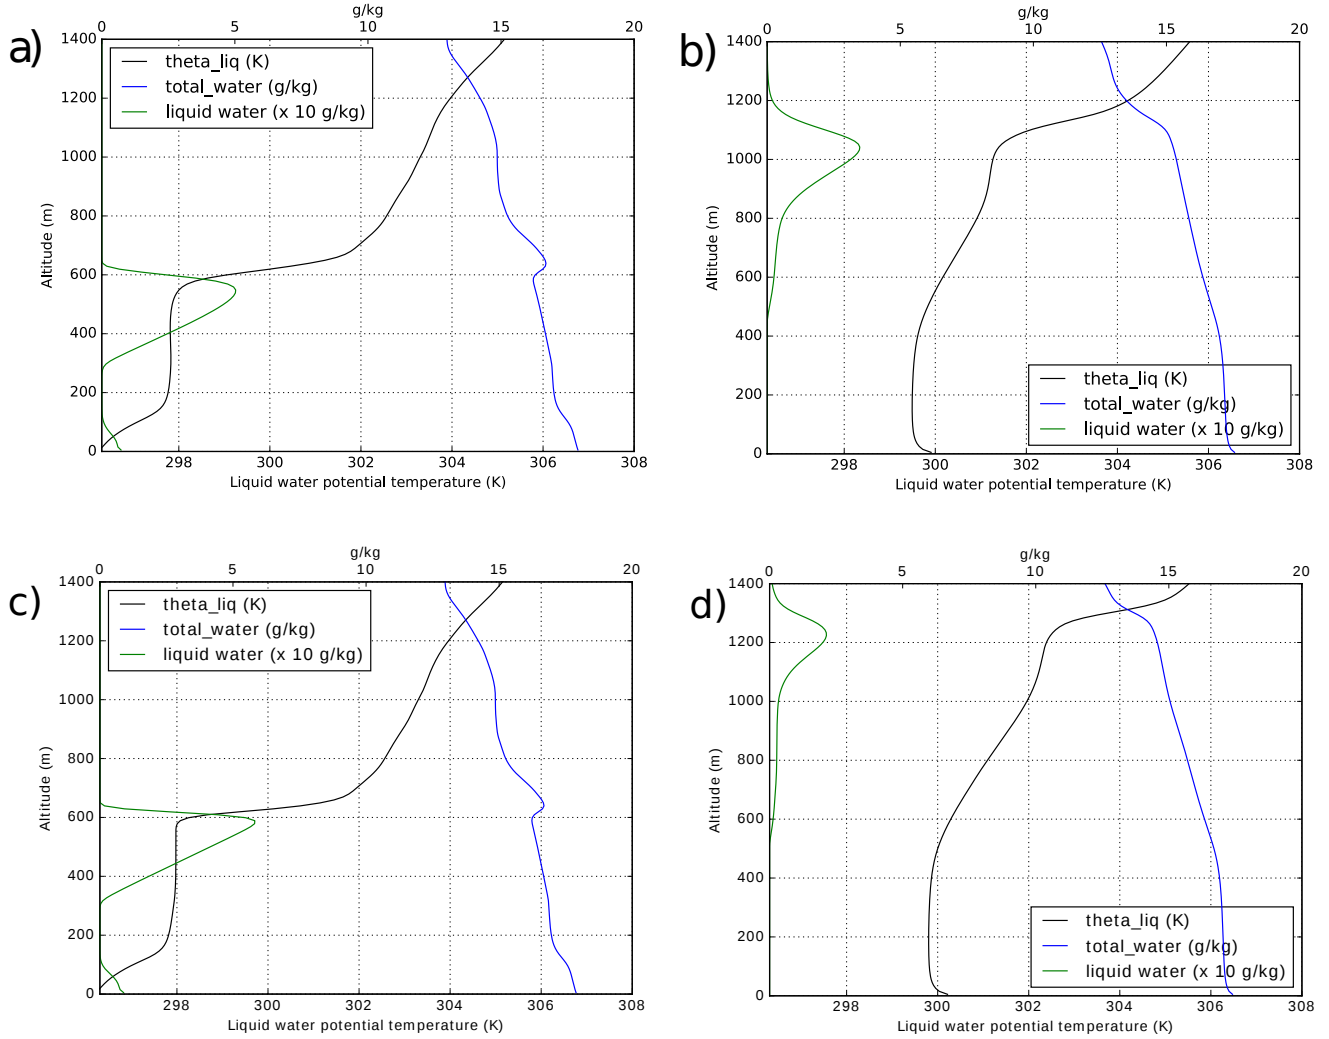 a)
g/kg
0 5 10 15 20
1400
1200
1000
800
600
400
200
0
Altitude (m)
theta_liq (K)
total_water (g/kg)
liquid water (x 10 g/kg)
298 300 302 304 306 308
Liquid water potential temperature (K)
b)
g/kg
0 5 10 15 20
1400
1200
1000
800
600
400
200
0
Altitude (m)
theta_liq (K)
total_water (g/kg)
liquid water (x 10 g/kg)
298 300 302 304 306 308
Liquid water potential temperature (K)
c)
g/kg
0 5 10 15 20
1400
1200
1000
800
600
400
200
0
Altitude (m)
theta_liq (K)
total_water (g/kg)
liquid water (x 10 g/kg)
298 300 302 304 306 308
Liquid water potential temperature (K)
d)
g/kg
0 5 10 15 20
1400
1200
1000
800
600
400
200
0
Altitude (m)
theta_liq (K)
total_water (g/kg)
liquid water (x 10 g/kg)
298 300 302 304 306 308
Liquid water potential temperature (K)